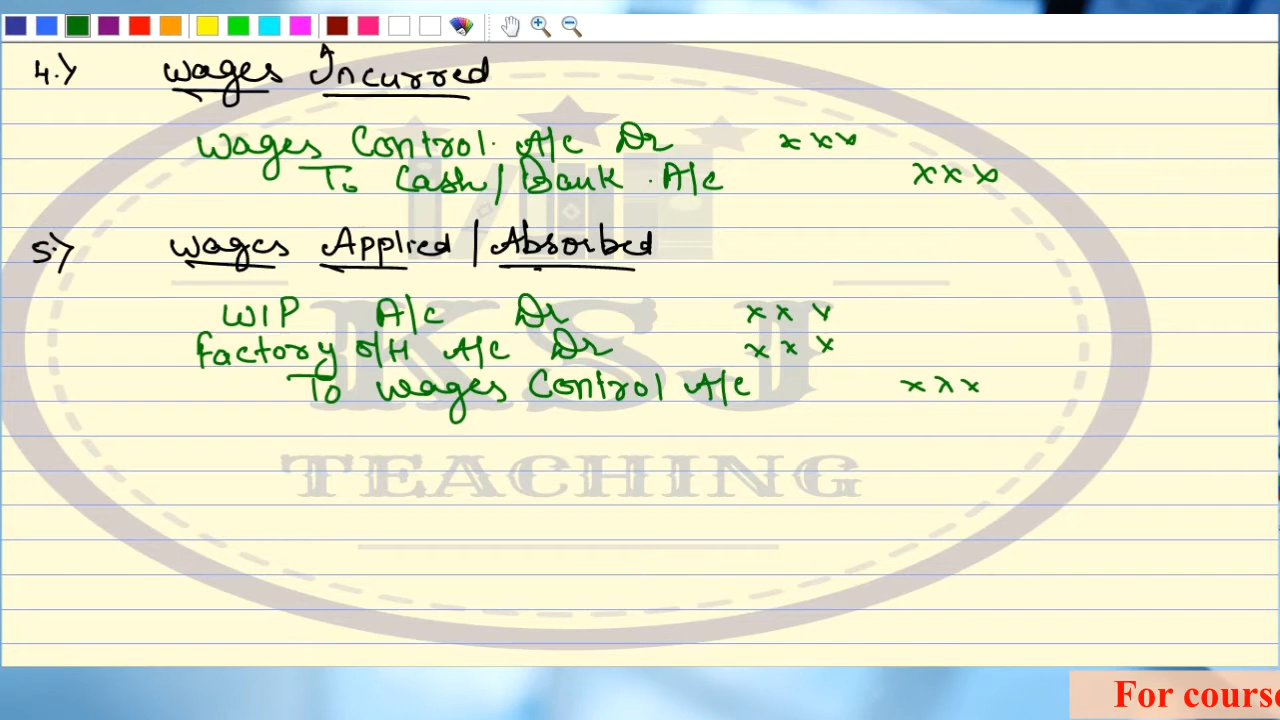 4.) Wages Incurred
Wages Control. A/c Dr xxx
To Cash/Bank .A/c xxx
5.) Wages Applied / Absorbed
WIP A/c Dr xxx
Factory o/H A/c Dr xxx
To Wages Control A/c xxx
KSJ
TEACHING
For course